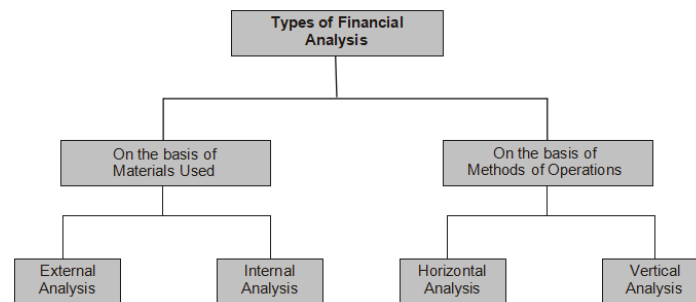 Types of Financial
Analysis
On the basis of
Materials Used
On the basis of
Methods of Operations
External
Analysis
Internal
Analysis
Horizontal
Analysis
Vertical
Analysis